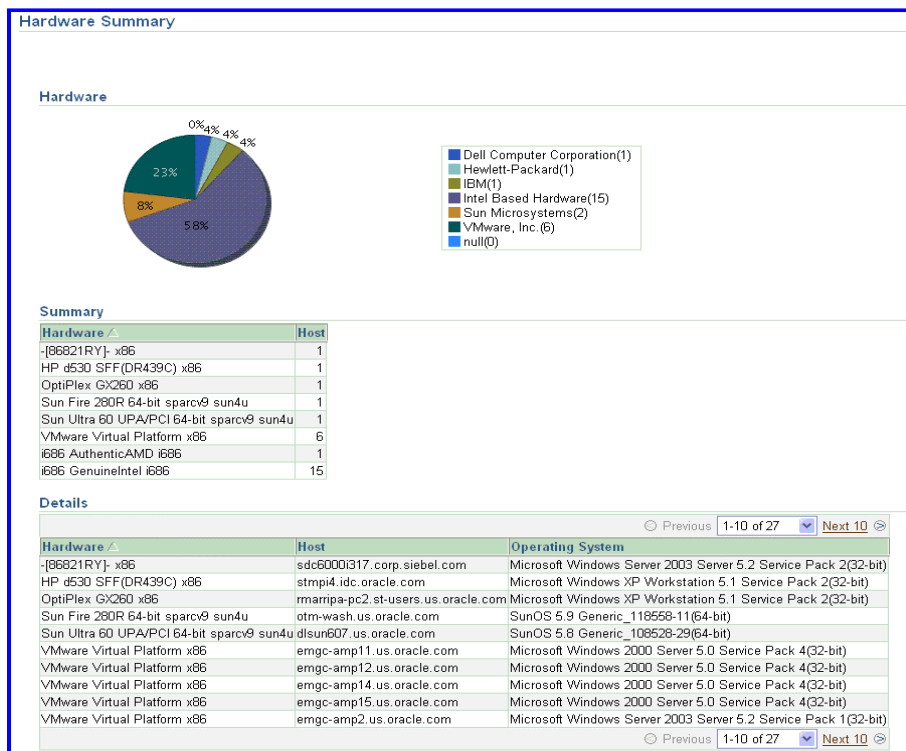 Hardware Summary
Hardware
0%
4%
4%
4%
23%
8%
58%
Dell Computer Corporation(1)
Hewlett-Packard(1)
IBM(1)
Intel Based Hardware(15)
Sun Microsystems(2)
VMware, Inc.(6)
null(0)
Summary
Hardware Host
-[86821RY]- x86 1
HP d530 SFF(DR439C) x86 1
OptiPlex GX260 x86 1
Sun Fire 280R 64-bit sparcv9 sun4u 1
Sun Ultra 60 UPA/PCI 64-bit sparcv9 sun4u 1
VMware Virtual Platform x86 6
i686 AuthenticAMD i686 1
i686 GenuineIntel i686 15
Details
Previous 1-10 of 27 Next 10
Hardware Host Operating System
-[86821RY]- x86 sdc6000i317.corp.siebel.com Microsoft Windows Server 2003 Server 5.2 Service Pack 2(32-bit)
HP d530 SFF(DR439C) x86 stmpi4.idc.oracle.com Microsoft Windows XP Workstation 5.1 Service Pack 2(32-bit)
OptiPlex GX260 x86 rmarripa-pc2.st-users.us.oracle.com Microsoft Windows XP Workstation 5.1 Service Pack 2(32-bit)
Sun Fire 280R 64-bit sparcv9 sun4u otm-wash.us.oracle.com SunOS 5.9 Generic_118558-11(64-bit)
Sun Ultra 60 UPA/PCI 64-bit sparcv9 sun4u dlsun607.us.oracle.com SunOS 5.8 Generic_108528-29(64-bit)
VMware Virtual Platform x86 emgc-amp11.us.oracle.com Microsoft Windows 2000 Server 5.0 Service Pack 4(32-bit)
VMware Virtual Platform x86 emgc-amp12.us.oracle.com Microsoft Windows 2000 Server 5.0 Service Pack 4(32-bit)
VMware Virtual Platform x86 emgc-amp14.us.oracle.com Microsoft Windows 2000 Server 5.0 Service Pack 4(32-bit)
VMware Virtual Platform x86 emgc-amp15.us.oracle.com Microsoft Windows 2000 Server 5.0 Service Pack 4(32-bit)
VMware Virtual Platform x86 emgc-amp2.us.oracle.com Microsoft Windows Server 2003 Server 5.2 Service Pack 1(32-bit)
Previous 1-10 of 27 Next 10